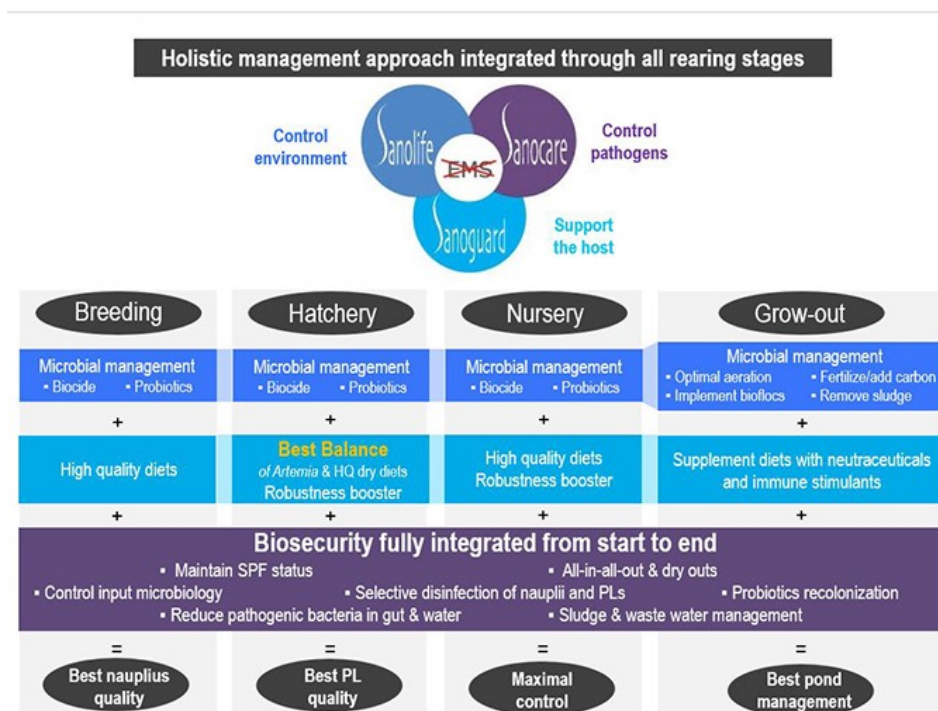 Holistic management approach integrated through all rearing stages
Control
environment
Sanolife
Sanocare
Control
pathogens
EMS
Sanoguard
Support
the host
Breeding
Hatchery
Nursery
Grow-out
Microbial management
▪ Biocide ▪ Probiotics
Microbial management
▪ Biocide ▪ Probiotics
Microbial management
▪ Biocide ▪ Probiotics
Microbial management
▪ Optimal aeration ▪ Fertilize/add carbon
▪ Implement bioflocs ▪ Remove sludge
+ + + +
High quality diets
Best Balance
of Artemia & HQ dry diets
Robustness booster
High quality diets
Robustness booster
Supplement diets with neutraceuticals
and immune stimulants
+ + + +
Biosecurity fully integrated from start to end
▪ Maintain SPF status ▪ All-in-all-out & dry outs
▪ Control input microbiology ▪ Selective disinfection of nauplii and PLs ▪ Probiotics recolonization
▪ Reduce pathogenic bacteria in gut & water ▪ Sludge & waste water management
= = = =
Best nauplius
quality
Best PL
quality
Maximal
control
Best pond
management